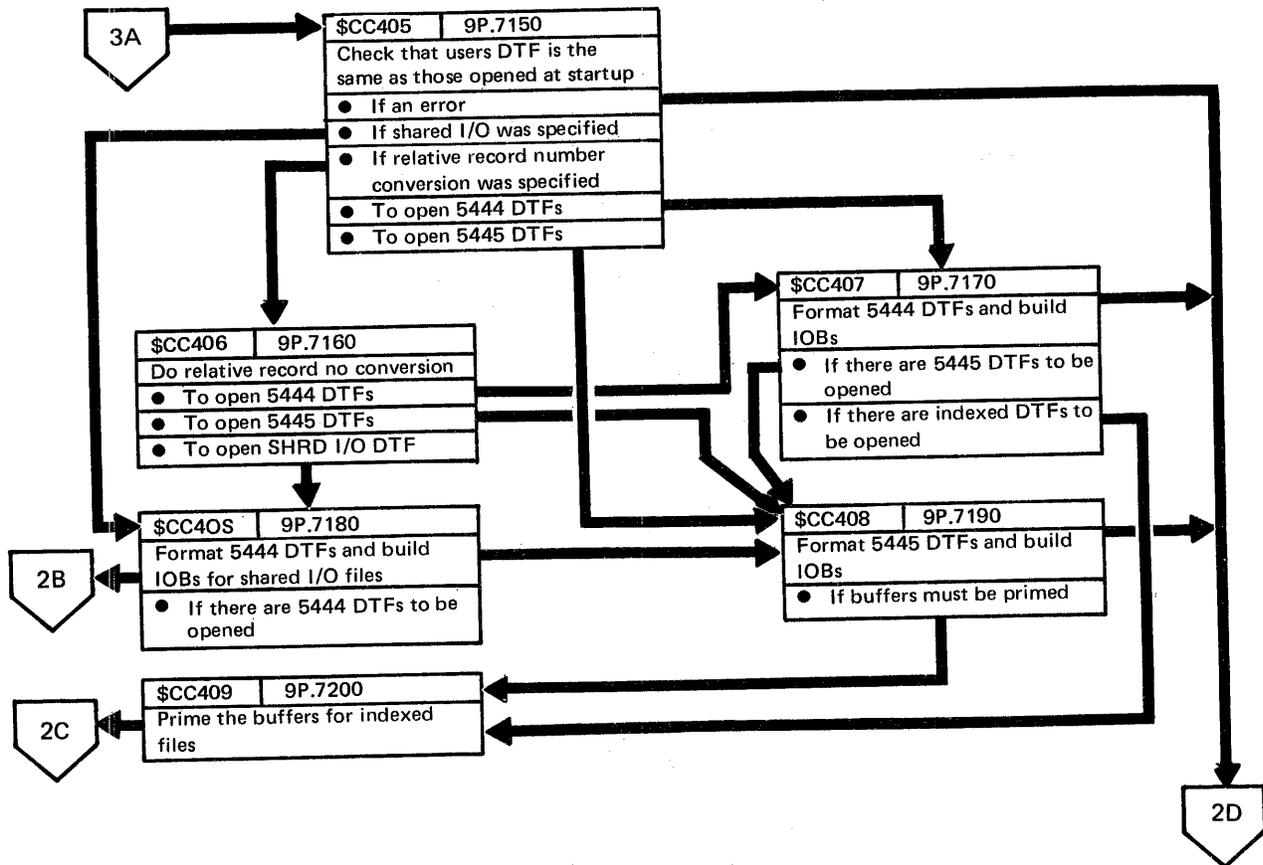 3A
$CC405 9P.7150
Check that users DTF is the
same as those opened at startup
● If an error
● If shared I/O was specified
● If relative record number
conversion was specified
● To open 5444 DTFs
● To open 5445 DTFs
$CC407 9P.7170
Format 5444 DTFs and build
IOBs
● If there are 5445 DTFs to be
opened
● If there are indexed DTFs to
be opened
$CC406 9P.7160
Do relative record no conversion
● To open 5444 DTFs
● To open 5445 DTFs
● To open SHRD I/O DTF
$CC4OS 9P.7180
Format 5444 DTFs and build
IOBs for shared I/O files
● If there are 5444 DTFs to be
opened
2B
$CC408 9P.7190
Format 5445 DTFs and build
IOBs
● If buffers must be primed
$CC409 9P.7200
Prime the buffers for indexed
files
2C
2D